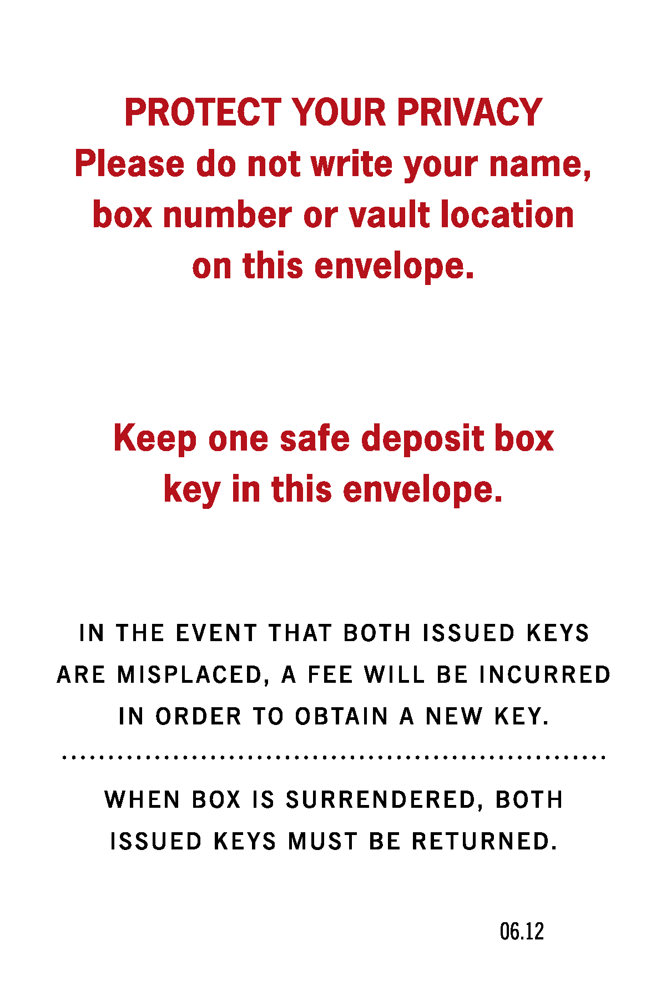 PROTECT YOUR PRIVACY
Please do not write your name,
box number or vault location
on this envelope.
Keep one safe deposit box
key in this envelope.
IN THE EVENT THAT BOTH ISSUED KEYS
ARE MISPLACED, A FEE WILL BE INCURRED
IN ORDER TO OBTAIN A NEW KEY.
WHEN BOX IS SURRENDERED, BOTH
ISSUED KEYS MUST BE RETURNED.
06.12